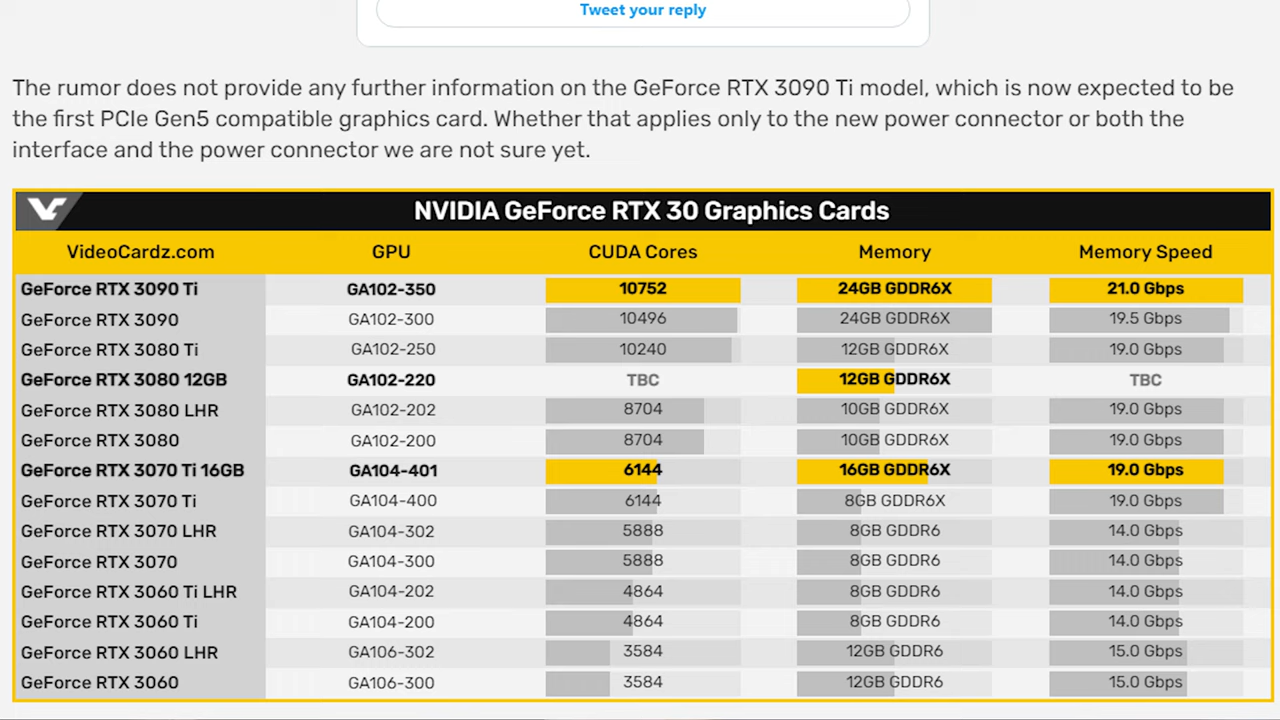 Tweet your reply
The rumor does not provide any further information on the GeForce RTX 3090 Ti model, which is now expected to be
the first PCIe Gen5 compatible graphics card. Whether that applies only to the new power connector or both the
interface and the power connector we are not sure yet.
NVIDIA GeForce RTX 30 Graphics Cards
VideoCardz.com GPU CUDA Cores Memory Memory Speed
GeForce RTX 3090 Ti GA102-350 10752 24GB GDDR6X 21.0 Gbps
GeForce RTX 3090 GA102-300 10496 24GB GDDR6X 19.5 Gbps
GeForce RTX 3080 Ti GA102-250 10240 12GB GDDR6X 19.0 Gbps
GeForce RTX 3080 12GB GA102-220 TBC 12GB GDDR6X TBC
GeForce RTX 3080 LHR GA102-202 8704 10GB GDDR6X 19.0 Gbps
GeForce RTX 3080 GA102-200 8704 10GB GDDR6X 19.0 Gbps
GeForce RTX 3070 Ti 16GB GA104-401 6144 16GB GDDR6X 19.0 Gbps
GeForce RTX 3070 Ti GA104-400 6144 8GB GDDR6X 19.0 Gbps
GeForce RTX 3070 LHR GA104-302 5888 8GB GDDR6 14.0 Gbps
GeForce RTX 3070 GA104-300 5888 8GB GDDR6 14.0 Gbps
GeForce RTX 3060 Ti LHR GA104-202 4864 8GB GDDR6 14.0 Gbps
GeForce RTX 3060 Ti GA104-200 4864 8GB GDDR6 14.0 Gbps
GeForce RTX 3060 LHR GA106-302 3584 12GB GDDR6 15.0 Gbps
GeForce RTX 3060 GA106-300 3584 12GB GDDR6 15.0 Gbps